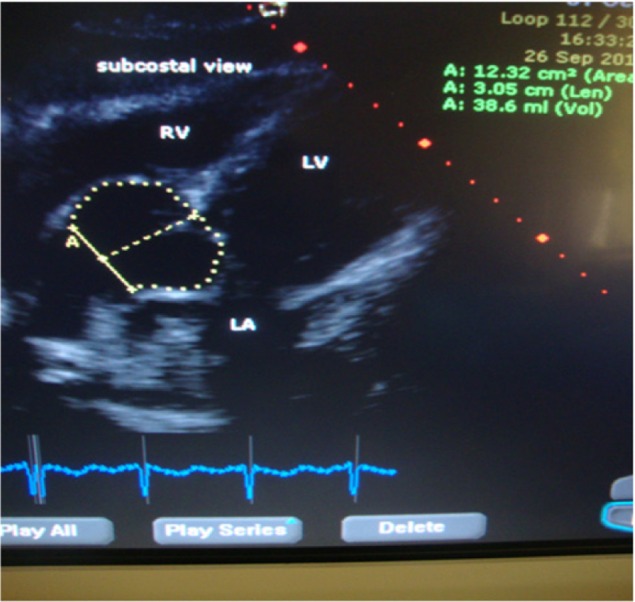 Loop 112 / 30
16:33:2
26 Sep 201
subcostal view
A: 12.32 cm² (Area
A: 3.05 cm (Len)
A: 38.6 ml (Vol)
RV
LV
A
LA
Play All
Play Series
Delete